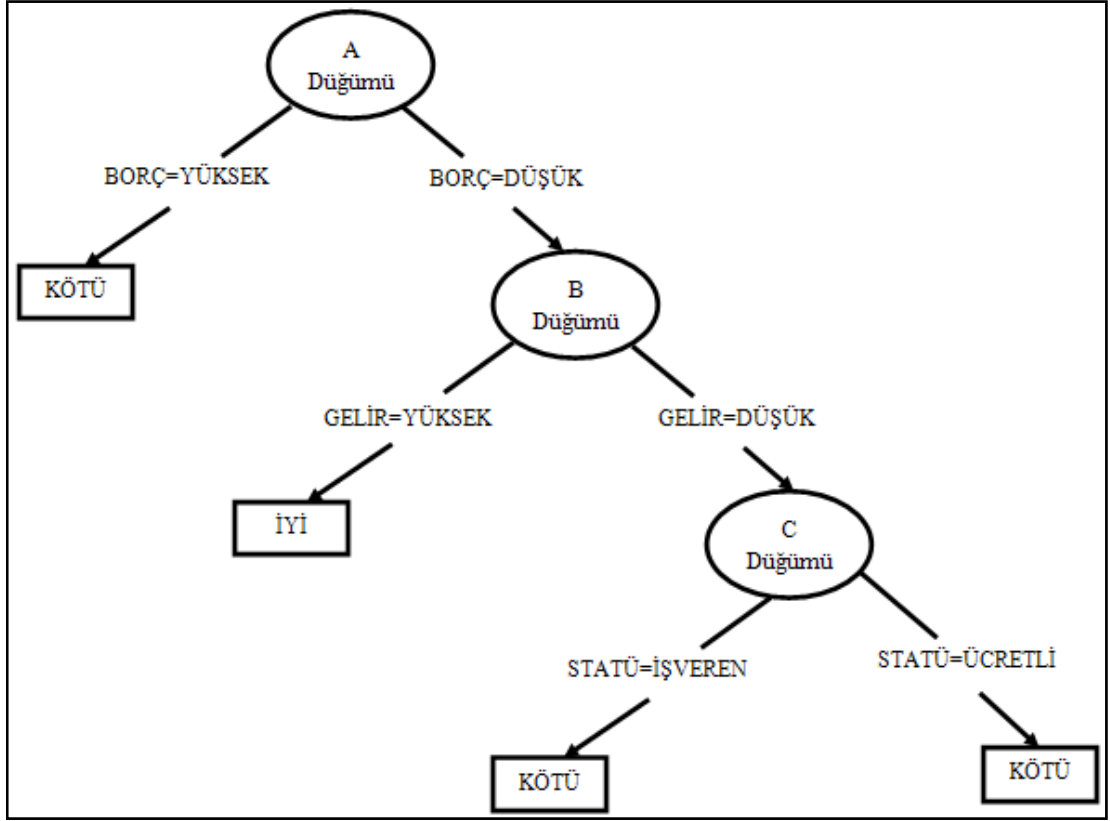 A
Düğümü
BORÇ=YÜKSEK
BORÇ=DÜŞÜK
KÖTÜ
B
Düğümü
GELİR=YÜKSEK
GELİR=DÜŞÜK
İYİ
C
Düğümü
STATÜ=İŞVEREN
STATÜ=ÜCRETLİ
KÖTÜ
KÖTÜ